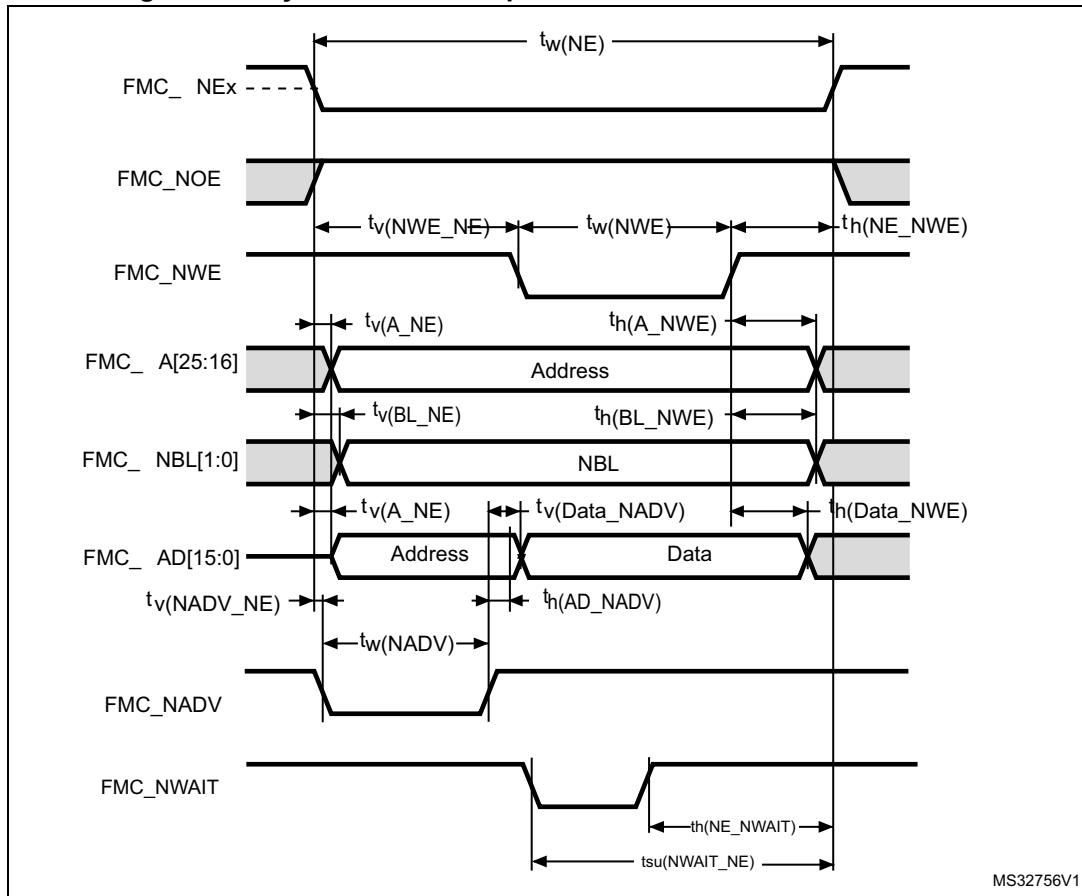 tw(NE)
FMC_ NEx
FMC_NOE
tv(NWE_NE) tw(NWE) th(NE_NWE)
FMC_NWE
tv(A_NE) th(A_NWE)
FMC_ A[25:16] Address
tv(BL_NE) th(BL_NWE)
FMC_ NBL[1:0] NBL
tv(A_NE) tv(Data_NADV) th(Data_NWE)
FMC_ AD[15:0] Address Data
tv(NADV_NE) th(AD_NADV)
tw(NADV)
FMC_NADV
FMC_NWAIT
th(NE_NWAIT)
tsu(NWAIT_NE)
MS32756V1